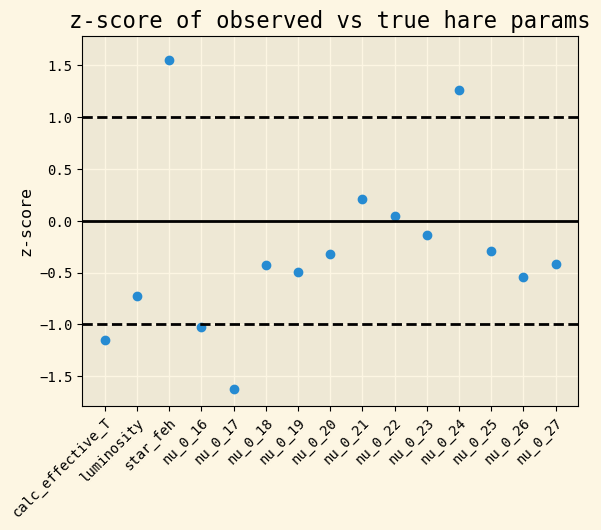 z-score of observed vs true hare params
z-score
1.5
1.0
0.5
0.0
−0.5
−1.0
−1.5
calc_effective_T
luminosity
star_feh
nu_0_16
nu_0_17
nu_0_18
nu_0_19
nu_0_20
nu_0_21
nu_0_22
nu_0_23
nu_0_24
nu_0_25
nu_0_26
nu_0_27